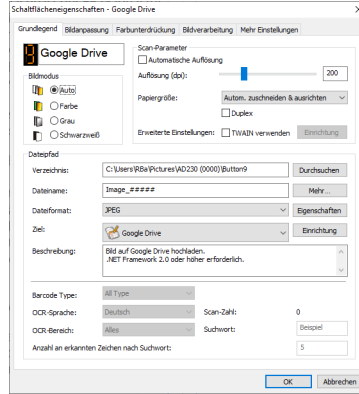 Schaltflächeneigenschaften - Google Drive
Grundlegend Bildanpassung Farbunterdrückung Bildverarbeitung Mehr Einstellungen
9 Google Drive
Bildmodus
Auto
Farbe
Grau
Schwarzweiß
Scan-Parameter
Automatische Auflösung
Auflösung (dpi): 200
Papiergröße: Autom. zuschneiden & ausrichten
Duplex
Erweiterte Einstellungen: TWAIN verwenden Einrichtung
Dateipfad
Verzeichnis: C:\Users\RBa\Pictures\AD230 (0000)\Button9 Durchsuchen
Dateiname: Image_##### Mehr...
Dateiformat: JPEG Eigenschaften
Ziel: Google Drive Einrichtung
Beschreibung: Bild auf Google Drive hochladen.
.NET Framework 2.0 oder höher erforderlich.
Barcode Type: All Type
OCR-Sprache: Deutsch Scan-Zahl: 0
OCR-Bereich: Alles Suchwort: Beispiel
Anzahl an erkannten Zeichen nach Suchwort: 5
OK Abbrechen